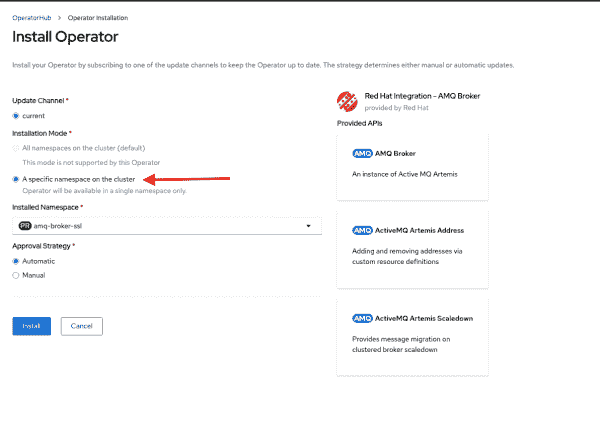 OperatorHub > Operator Installation
Install Operator
Install your Operator by subscribing to one of the update channels to keep the Operator up to date. The strategy determines either manual or automatic updates.
Update Channel *
current
Installation Mode *
All namespaces on the cluster (default)
This mode is not supported by this Operator
A specific namespace on the cluster
Operator will be available in a single namespace only.
Installed Namespace *
PR amq-broker-ssl
Approval Strategy *
Automatic
Manual
Install
Cancel
Red Hat Integration - AMQ Broker
provided by Red Hat
Provided APIs
AMQ AMQ Broker
An instance of Active MQ Artemis
AMQ ActiveMQ Artemis Address
Adding and removing addresses via
custom resource definitions
AMQ ActiveMQ Artemis Scaledown
Provides message migration on
clustered broker scaledown